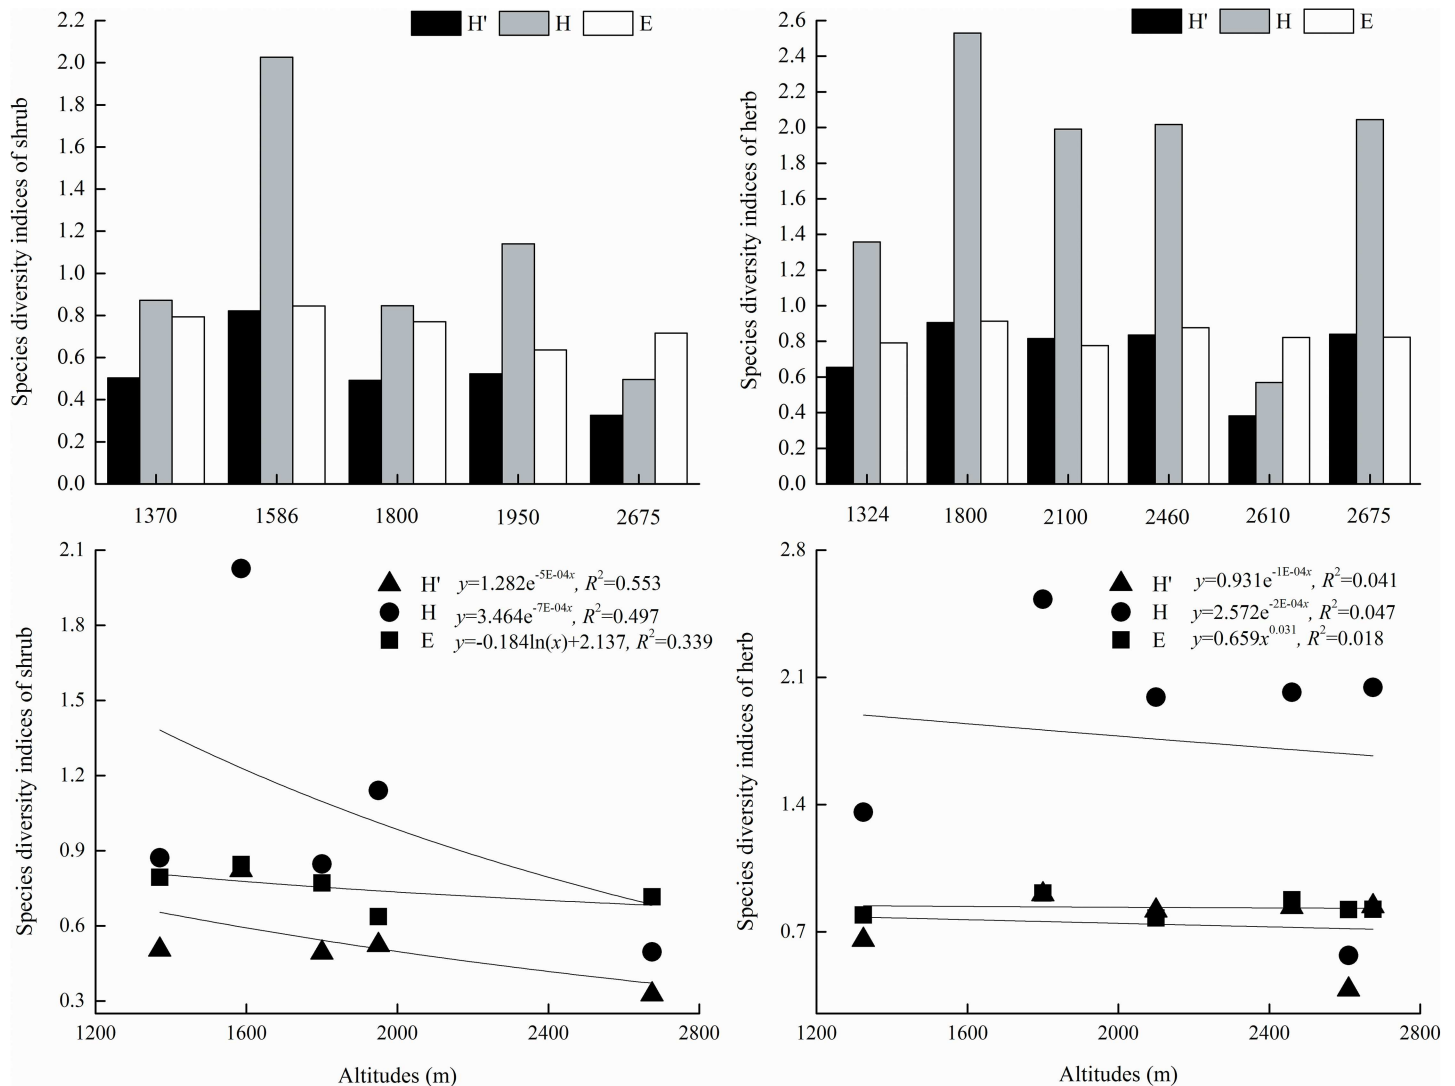 H' H E
2.2
2.0
1.8
1.6
1.4
1.2
1.0
0.8
0.6
0.4
0.2
0.0
Species diversity indices of shrub
1370 1586 1800 1950 2675
H' H E
2.6
2.4
2.2
2.0
1.8
1.6
1.4
1.2
1.0
0.8
0.6
0.4
0.2
0.0
Species diversity indices of herb
1324 1800 2100 2460 2610 2675
2.1
1.8
1.5
1.2
0.9
0.6
0.3
Species diversity indices of shrub
H' y=1.282e^-5E-04x, R²=0.553
H y=3.464e^-7E-04x, R²=0.497
E y=-0.184ln(x)+2.137, R²=0.339
1200 1600 2000 2400 2800
Altitudes (m)
2.8
2.1
1.4
0.7
Species diversity indices of herb
H' y=0.931e^-1E-04x, R²=0.041
H y=2.572e^-2E-04x, R²=0.047
E y=0.659x^0.031, R²=0.018
1200 1600 2000 2400 2800
Altitudes (m)